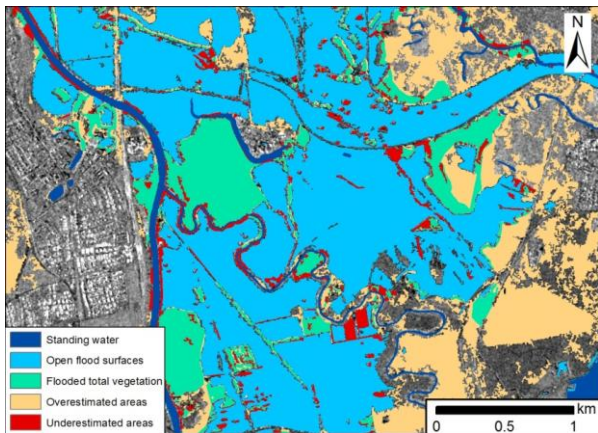 N
Standing water
Open flood surfaces
Flooded total vegetation
Overestimated areas
Underestimated areas
km
0 0.5 1